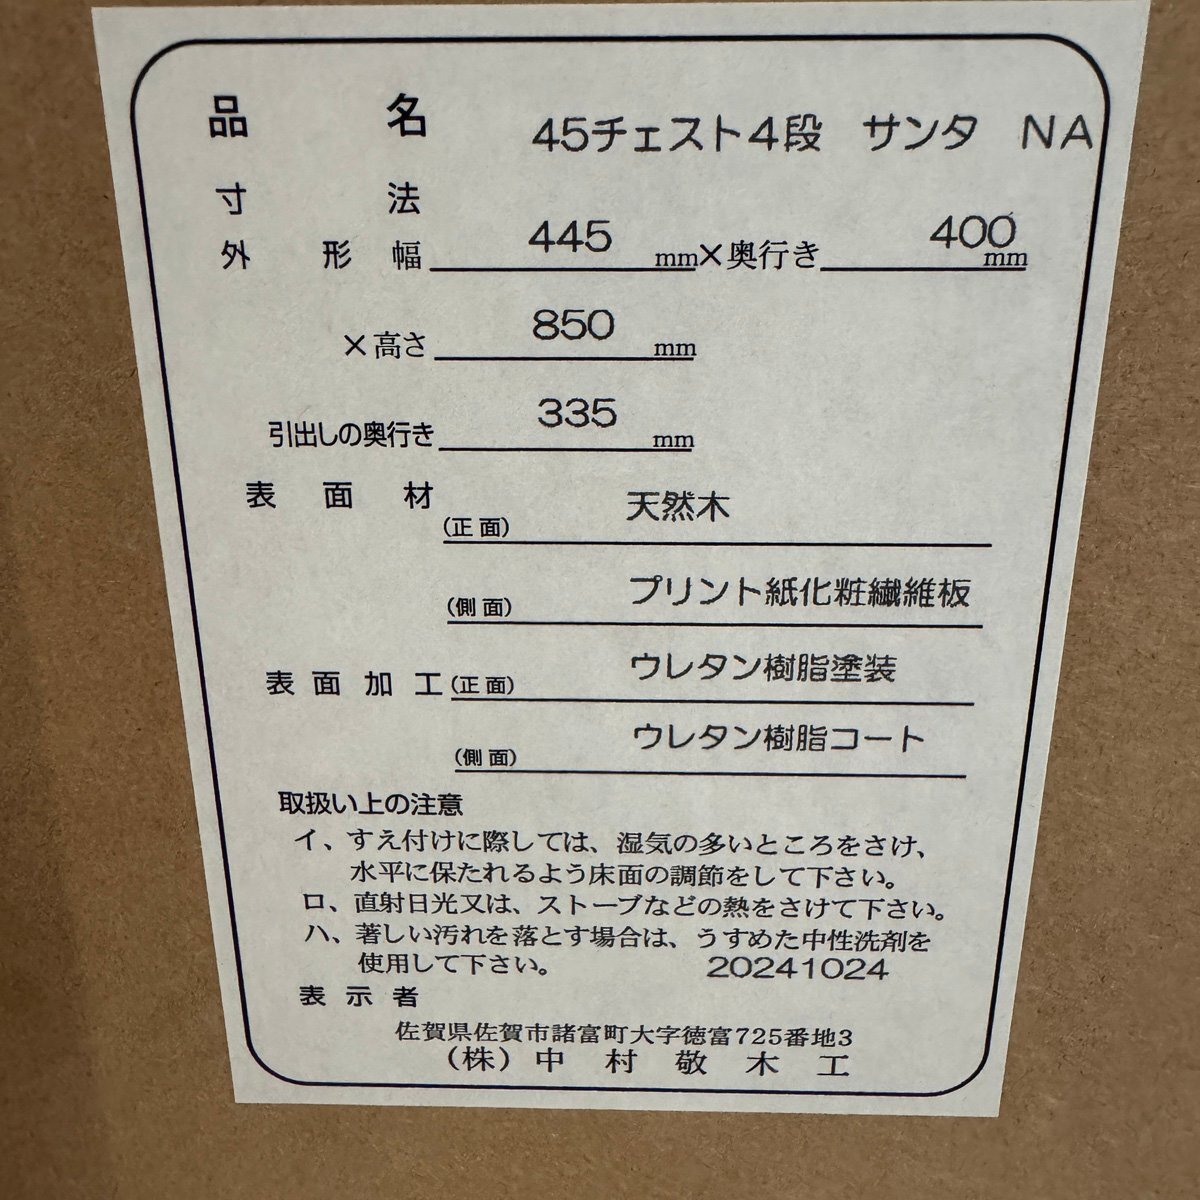 品名 45チェスト4段 サンタ NA
寸法
外形幅 445 mm×奥行き 400 mm
×高さ 850 mm
引出しの奥行き 335 mm
表面材 (正面) 天然木
(側面) プリント紙化粧繊維板
表面加工 (正面) ウレタン樹脂塗装
(側面) ウレタン樹脂コート
取扱い上の注意
イ、すえ付けに際しては、湿気の多いところをさけ、
水平に保たれるよう床面の調節をして下さい。
ロ、直射日光又は、ストーブなどの熱をさけて下さい。
ハ、著しい汚れを落とす場合は、うすめた中性洗剤を
使用して下さい。 20241024
表示者
佐賀県佐賀市諸富町大字徳富725番地3
(株)中村敬木工